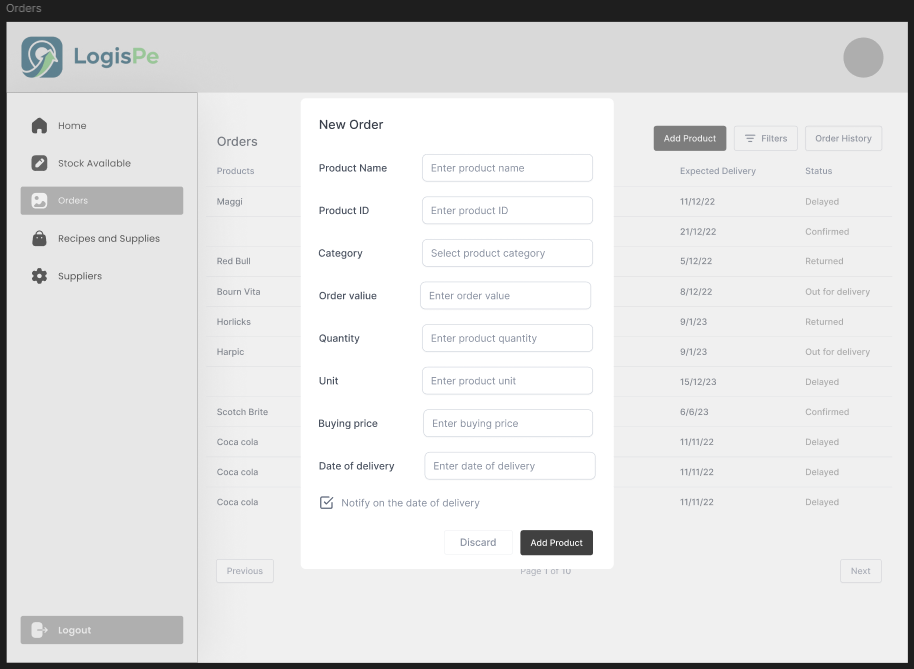 Orders
LogisPe
Home
Stock Available
Orders
Recipes and Supplies
Suppliers
Logout
Orders
Add Product
Filters
Order History
Products
Expected Delivery
Status
Maggi
11/12/22
Delayed
21/12/22
Confirmed
Red Bull
5/12/22
Returned
Bourn Vita
8/12/22
Out for delivery
Horlicks
9/1/23
Returned
Harpic
9/1/23
Out for delivery
15/12/23
Delayed
Scotch Brite
6/6/23
Confirmed
Coca cola
11/11/22
Delayed
Coca cola
11/11/22
Delayed
Coca cola
11/11/22
Delayed
Previous
Page 1 of 10
Next
New Order
Product Name
Enter product name
Product ID
Enter product ID
Category
Select product category
Order valiue
Enter order value
Quantity
Enter product quantity
Unit
Enter product unit
Buying price
Enter buying price
Date of delivery
Enter date of delivery
Notify on the date of delivery
Discard
Add Product